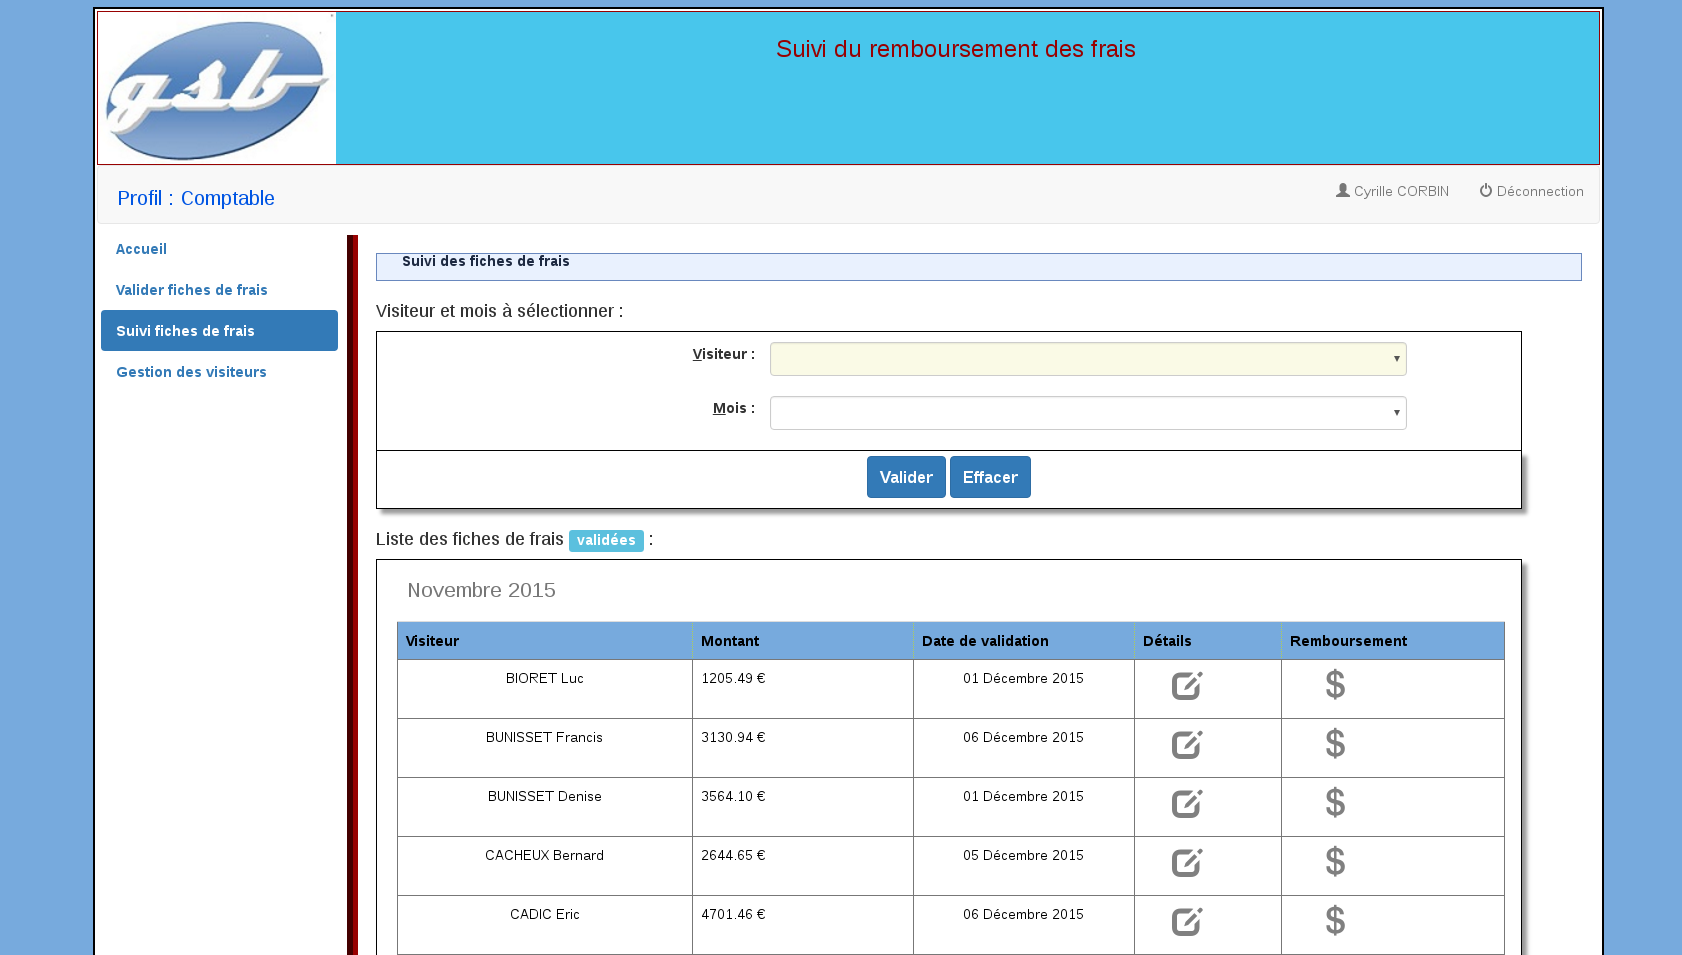 gsb
Suivi du remboursement des frais
Profil : Comptable
Cyrille CORBIN Déconnection
Accueil
Valider fiches de frais
Suivi fiches de frais
Gestion des visiteurs
Suivi des fiches de frais
Visiteur et mois à sélectionner :
Visiteur :
Mois :
Valider Effacer
Liste des fiches de frais validées :
Novembre 2015
Visiteur Montant Date de validation Détails Remboursement
BIORET Luc 1205.49 € 01 Décembre 2015 $
BUNISSET Francis 3130.94 € 06 Décembre 2015 $
BUNISSET Denise 3564.10 € 01 Décembre 2015 $
CACHEUX Bernard 2644.65 € 05 Décembre 2015 $
CADIC Eric 4701.46 € 06 Décembre 2015 $